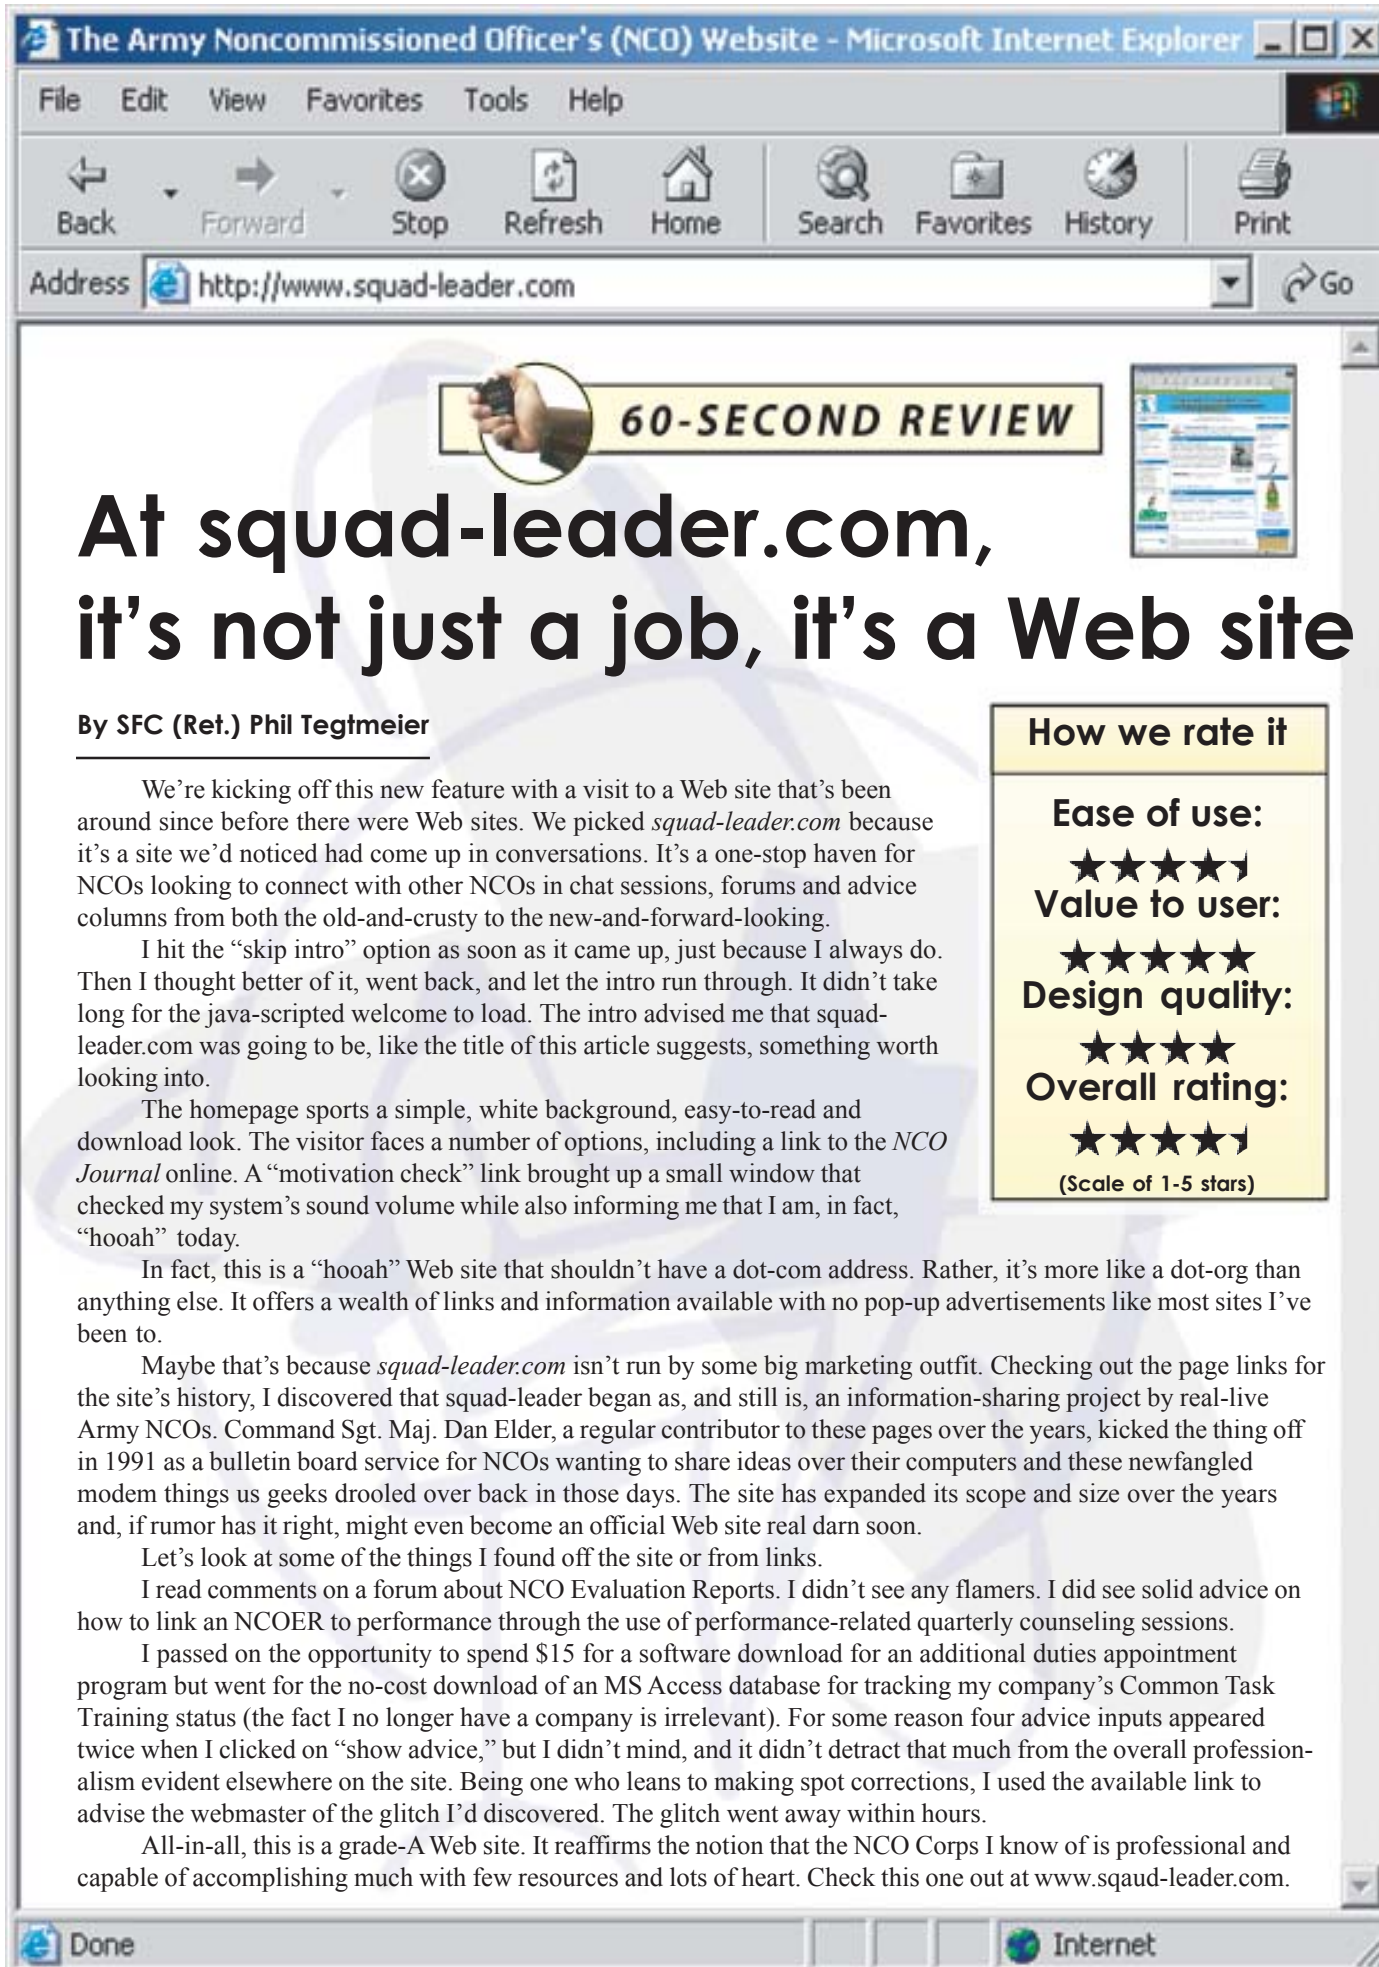 The Army Noncommissioned Officer's (NCO) Website - Microsoft Internet Explorer
File Edit View Favorites Tools Help
Back Forward Stop Refresh Home Search Favorites History Print
Address http://www.squad-leader.com Go
60-SECOND REVIEW
At squad-leader.com,
it's not just a job, it's a Web site
By SFC (Ret.) Phil Tegtmeier
We're kicking off this new feature with a visit to a Web site that's been
around since before there were Web sites. We picked squad-leader.com because
it's a site we'd noticed had come up in conversations. It's a one-stop haven for
NCOs looking to connect with other NCOs in chat sessions, forums and advice
columns from both the old-and-crusty to the new-and-forward-looking.
I hit the “skip intro” option as soon as it came up, just because I always do.
Then I thought better of it, went back, and let the intro run through. It didn't take
long for the java-scripted welcome to load. The intro advised me that squad-
leader.com was going to be, like the title of this article suggests, something worth
looking into.
The homepage sports a simple, white background, easy-to-read and
download look. The visitor faces a number of options, including a link to the NCO
Journal online. A “motivation check” link brought up a small window that
checked my system's sound volume while also informing me that I am, in fact,
“hooah” today.
How we rate it
Ease of use:
★★★★⯨
Value to user:
★★★★★
Design quality:
★★★★
Overall rating:
★★★★⯨
(Scale of 1-5 stars)
In fact, this is a “hooah” Web site that shouldn't have a dot-com address. Rather, it's more like a dot-org than
anything else. It offers a wealth of links and information available with no pop-up advertisements like most sites I've
been to.
Maybe that's because squad-leader.com isn't run by some big marketing outfit. Checking out the page links for
the site's history, I discovered that squad-leader began as, and still is, an information-sharing project by real-live
Army NCOs. Command Sgt. Maj. Dan Elder, a regular contributor to these pages over the years, kicked the thing off
in 1991 as a bulletin board service for NCOs wanting to share ideas over their computers and these newfangled
modem things us geeks drooled over back in those days. The site has expanded its scope and size over the years
and, if rumor has it right, might even become an official Web site real darn soon.
Let's look at some of the things I found off the site or from links.
I read comments on a forum about NCO Evaluation Reports. I didn't see any flamers. I did see solid advice on
how to link an NCOER to performance through the use of performance-related quarterly counseling sessions.
I passed on the opportunity to spend $15 for a software download for an additional duties appointment
program but went for the no-cost download of an MS Access database for tracking my company's Common Task
Training status (the fact I no longer have a company is irrelevant). For some reason four advice inputs appeared
twice when I clicked on “show advice,” but I didn't mind, and it didn't detract that much from the overall profession-
alism evident elsewhere on the site. Being one who leans to making spot corrections, I used the available link to
advise the webmaster of the glitch I'd discovered. The glitch went away within hours.
All-in-all, this is a grade-A Web site. It reaffirms the notion that the NCO Corps I know of is professional and
capable of accomplishing much with few resources and lots of heart. Check this one out at www.sqaud-leader.com.
Done Internet